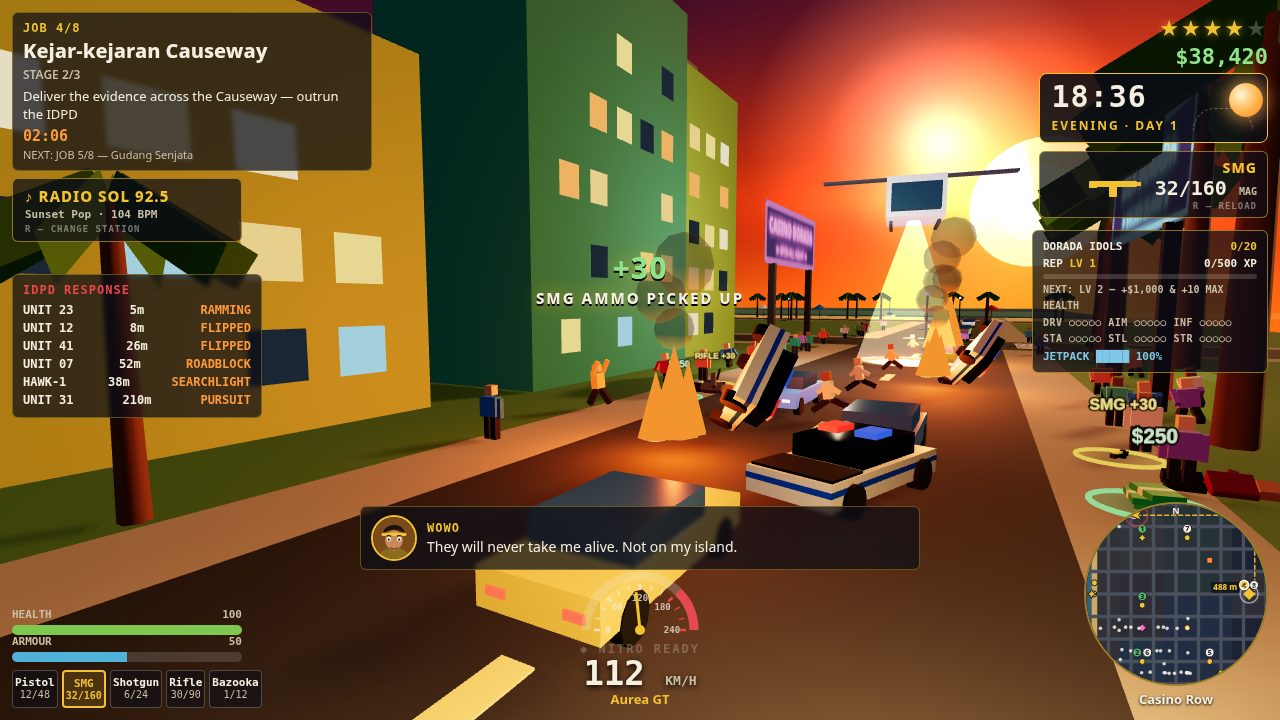 JOB 4/8
Kejar-kejaran Causeway
STAGE 2/3
Deliver the evidence across the Causeway — outrun
the IDPD
02:06
NEXT: JOB 5/8 — Gudang Senjata
♪ RADIO SOL 92.5
Sunset Pop · 104 BPM
R — CHANGE STATION
IDPD RESPONSE
UNIT 23 5m RAMMING
UNIT 12 8m FLIPPED
UNIT 41 26m FLIPPED
UNIT 07 52m ROADBLOCK
HAWK-1 38m SEARCHLIGHT
UNIT 31 210m PURSUIT
+30
SMG AMMO PICKED UP
RIFLE +30
★★★★★
$38,420
18:36
EVENING · DAY 1
SMG
32/160 MAG
R — RELOAD
DORADA IDOLS 0/20
REP LV 1 0/500 XP
NEXT: LV 2 — +$1,000 & +10 MAX
HEALTH
DRV ○○○○○ AIM ○○○○○ INF ○○○○○
STA ○○○○○ STL ○○○○○ STR ○○○○○
JETPACK █████ 100%
SMG +30
$250
WOWO
They will never take me alive. Not on my island.
HEALTH 100
ARMOUR 50
Pistol 12/48
SMG 32/160
Shotgun 6/24
Rifle 30/90
Bazooka 1/12
0 60 120 180 240
◆ NITRO READY
112 KM/H
Aurea GT
N
488 m
Casino Row